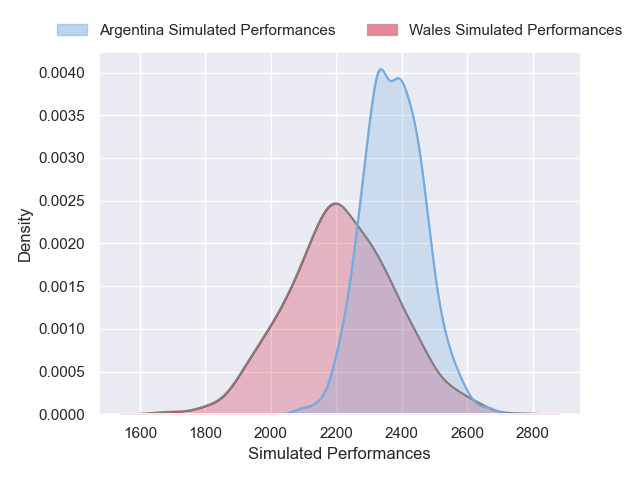 Argentina Simulated Performances
Wales Simulated Performances
0.0040
0.0035
0.0030
0.0025
0.0020
0.0015
0.0010
0.0005
0.0000
Density
1600 1800 2000 2200 2400 2600 2800
Simulated Performances